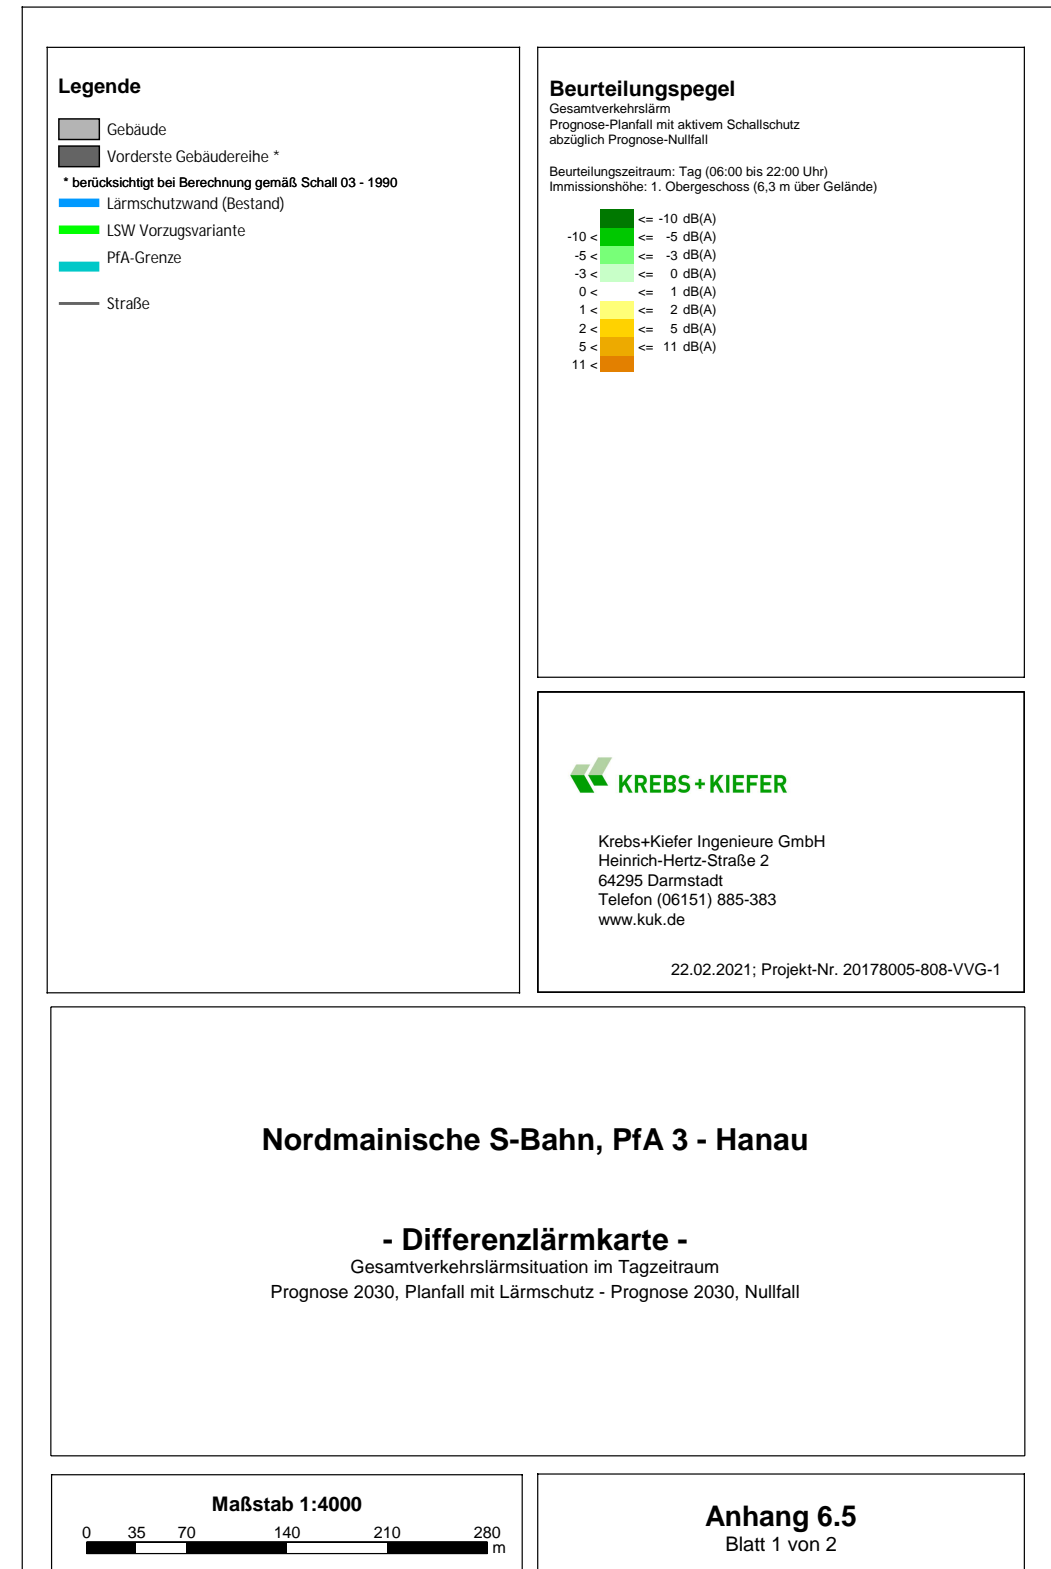 Legende
Gebäude
Vorderste Gebäudereihe *
* berücksichtigt bei Berechnung gemäß Schall 03 - 1990
Lärmschutzwand (Bestand)
LSW Vorzugsvariante
PfA-Grenze
Straße
Beurteilungspegel
Gesamtverkehrslärm
Prognose-Planfall mit aktivem Schallschutz
abzüglich Prognose-Nullfall
Beurteilungszeitraum: Tag (06:00 bis 22:00 Uhr)
Immissionshöhe: 1. Obergeschoss (6,3 m über Gelände)
<= -10 dB(A)
-10 < <= -5 dB(A)
-5 < <= -3 dB(A)
-3 < <= 0 dB(A)
0 < <= 1 dB(A)
1 < <= 2 dB(A)
2 < <= 5 dB(A)
5 < <= 11 dB(A)
11 <
KREBS+KIEFER
Krebs+Kiefer Ingenieure GmbH
Heinrich-Hertz-Straße 2
64295 Darmstadt
Telefon (06151) 885-383
www.kuk.de
22.02.2021; Projekt-Nr. 20178005-808-VVG-1
Nordmainische S-Bahn, PfA 3 - Hanau
- Differenzlärmkarte -
Gesamtverkehrslärmsituation im Tagzeitraum
Prognose 2030, Planfall mit Lärmschutz - Prognose 2030, Nullfall
Maßstab 1:4000
0 35 70 140 210 280
m
Anhang 6.5
Blatt 1 von 2